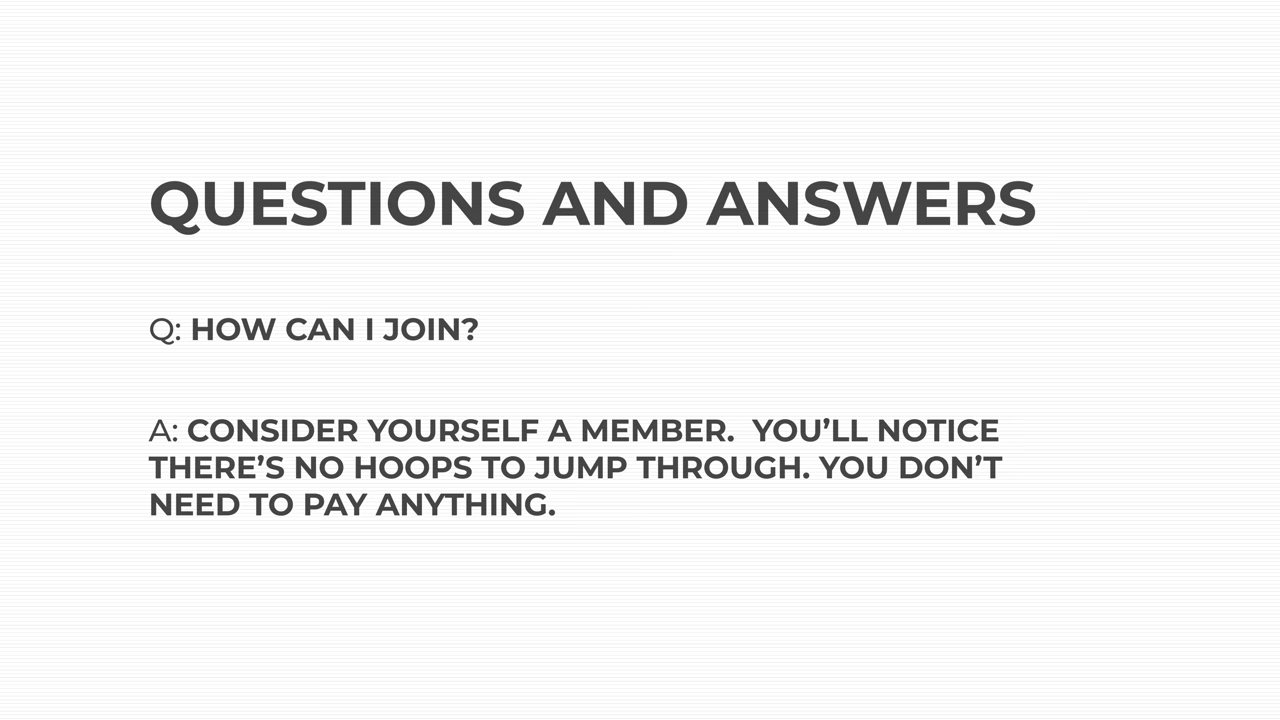 QUESTIONS AND ANSWERS
Q: HOW CAN I JOIN?
A: CONSIDER YOURSELF A MEMBER.  YOU’LL NOTICE
THERE’S NO HOOPS TO JUMP THROUGH. YOU DON’T
NEED TO PAY ANYTHING.